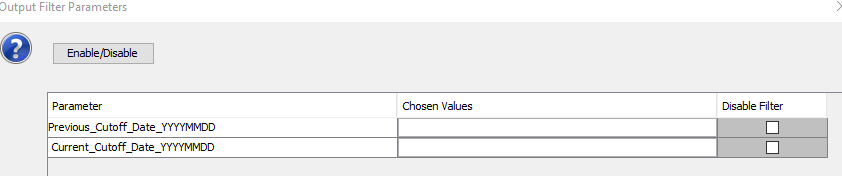 Output Filter Parameters
Enable/Disable
Parameter Chosen Values Disable Filter
Previous_Cutoff_Date_YYYYMMDD
Current_Cutoff_Date_YYYYMMDD